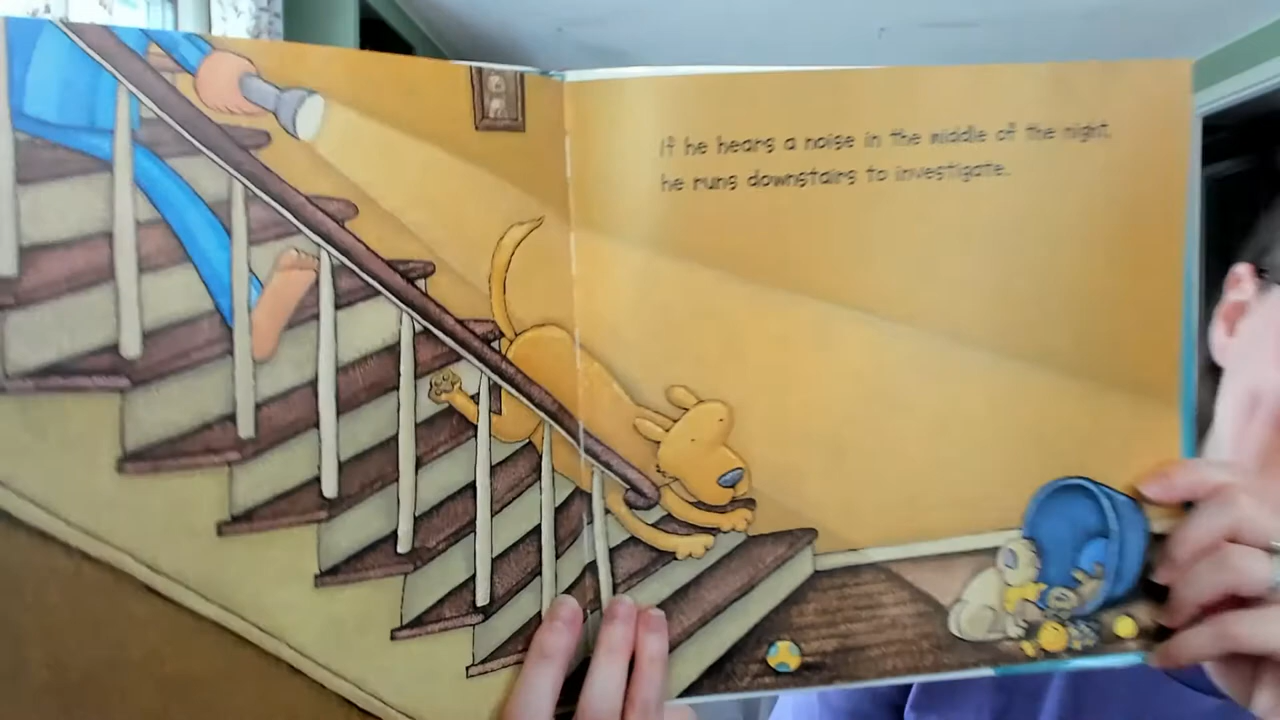 If he hears a noise in the middle of the night,
he runs downstairs to investigate.